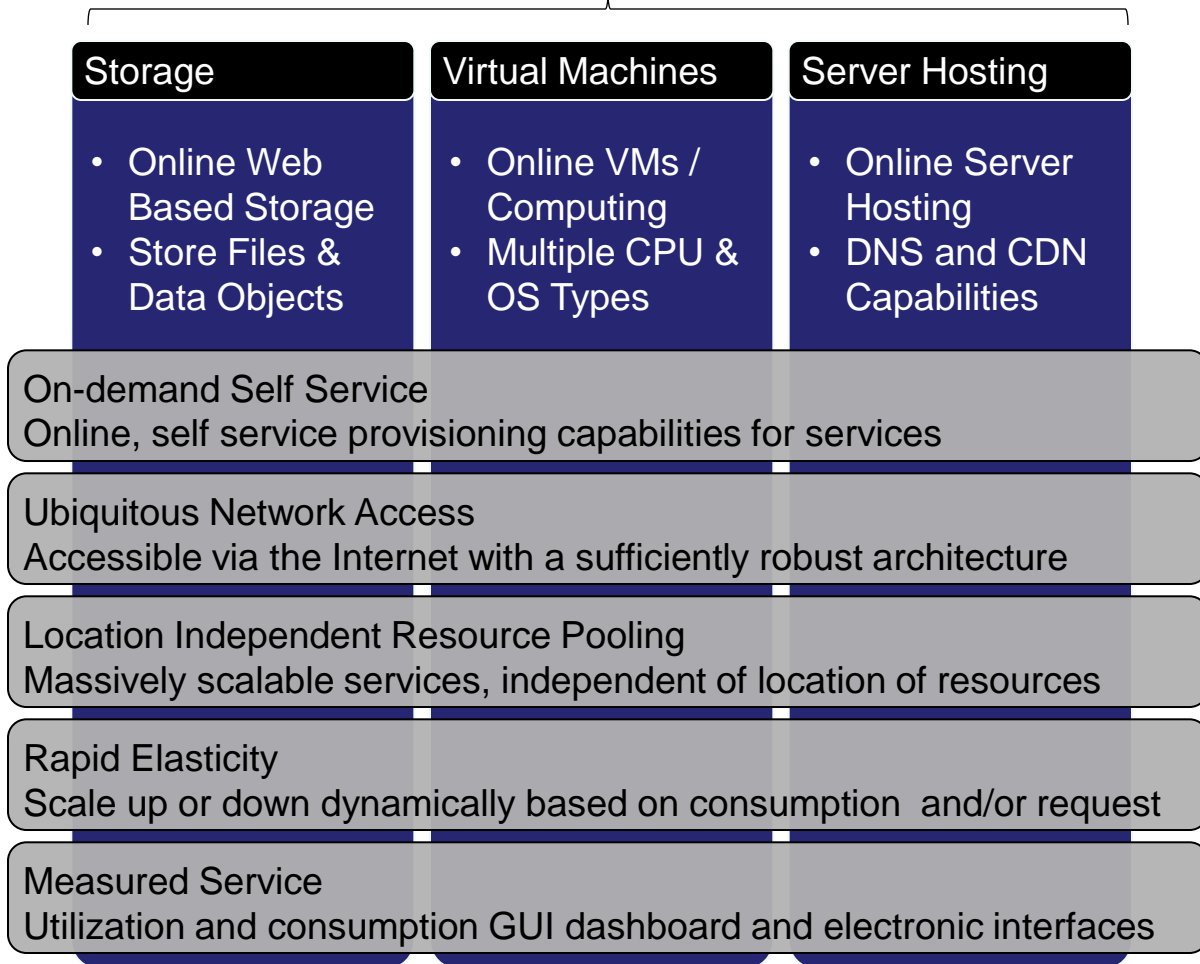 Storage
• Online Web
Based Storage
• Store Files &
Data Objects
Virtual Machines
• Online VMs /
Computing
• Multiple CPU &
OS Types
Server Hosting
• Online Server
Hosting
• DNS and CDN
Capabilities
On-demand Self Service
Online, self service provisioning capabilities for services
Ubiquitous Network Access
Accessible via the Internet with a sufficiently robust architecture
Location Independent Resource Pooling
Massively scalable services, independent of location of resources
Rapid Elasticity
Scale up or down dynamically based on consumption  and/or request
Measured Service
Utilization and consumption GUI dashboard and electronic interfaces